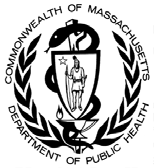 COMMONWEALTH OF MASSACHUSETTS
DEPARTMENT OF PUBLIC HEALTH